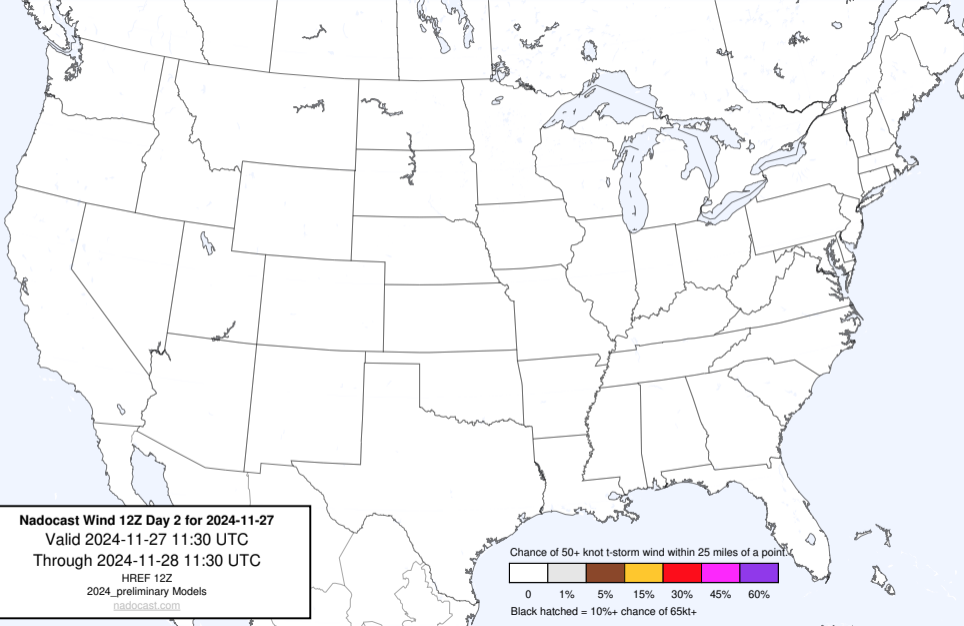 Nadocast Wind 12Z Day 2 for 2024-11-27
Valid 2024-11-27 11:30 UTC
Through 2024-11-28 11:30 UTC
HREF 12Z
2024_preliminary Models
nadocast.com
Chance of 50+ knot t-storm wind within 25 miles of a point.
0 1% 5% 15% 30% 45% 60%
Black hatched = 10%+ chance of 65kt+